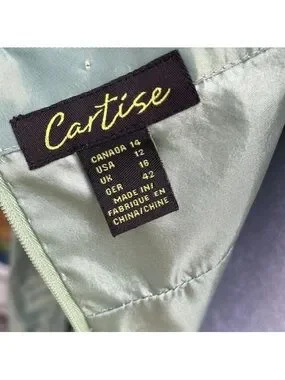 Cartise
CANADA 14
USA 12
UK 16
GER 42
MADE IN/
FABRIQUE EN
CHINA/CHINE